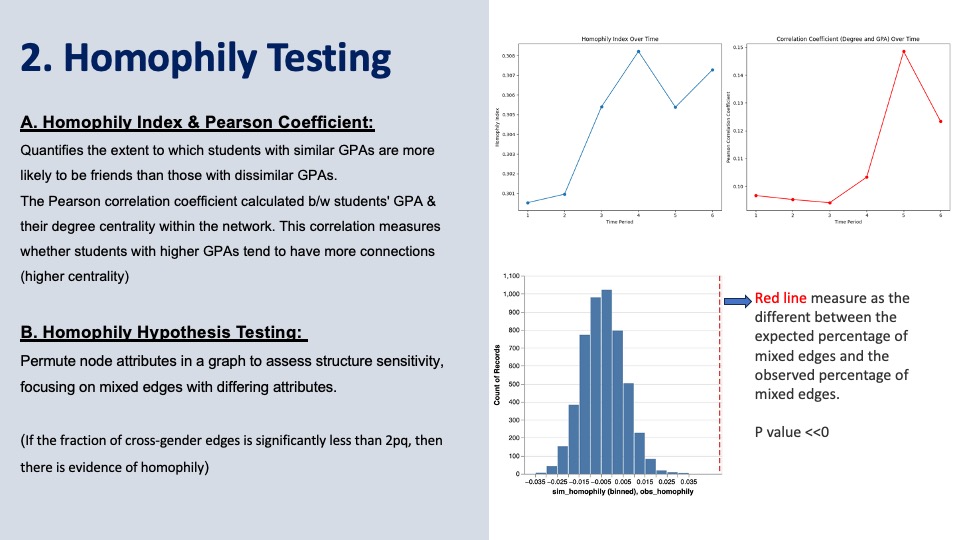 2. Homophily Testing
A. Homophily Index & Pearson Coefficient:
Quantifies the extent to which students with similar GPAs are more
likely to be friends than those with dissimilar GPAs.
The Pearson correlation coefficient calculated b/w students' GPA &
their degree centrality within the network. This correlation measures
whether students with higher GPAs tend to have more connections
(higher centrality)
B. Homophily Hypothesis Testing:
Permute node attributes in a graph to assess structure sensitivity,
focusing on mixed edges with differing attributes.
(If the fraction of cross-gender edges is significantly less than 2pq, then
there is evidence of homophily)
Homophily Index Over Time
Homophily Index
0.308
0.307
0.306
0.305
0.304
0.303
0.302
0.301
1 2 3 4 5 6
Time Period
Correlation Coefficient (Degree and GPA) Over Time
Pearson Correlation Coefficient
0.15
0.14
0.13
0.12
0.11
0.10
1 2 3 4 5 6
Time Period
Count of Records
1,100
1,000
900
800
700
600
500
400
300
200
100
0
−0.035 −0.025 −0.015 −0.005 0.005 0.015 0.025 0.035
sim_homophily (binned), obs_homophily
Red line measure as the
different between the
expected percentage of
mixed edges and the
observed percentage of
mixed edges.
P value <<0